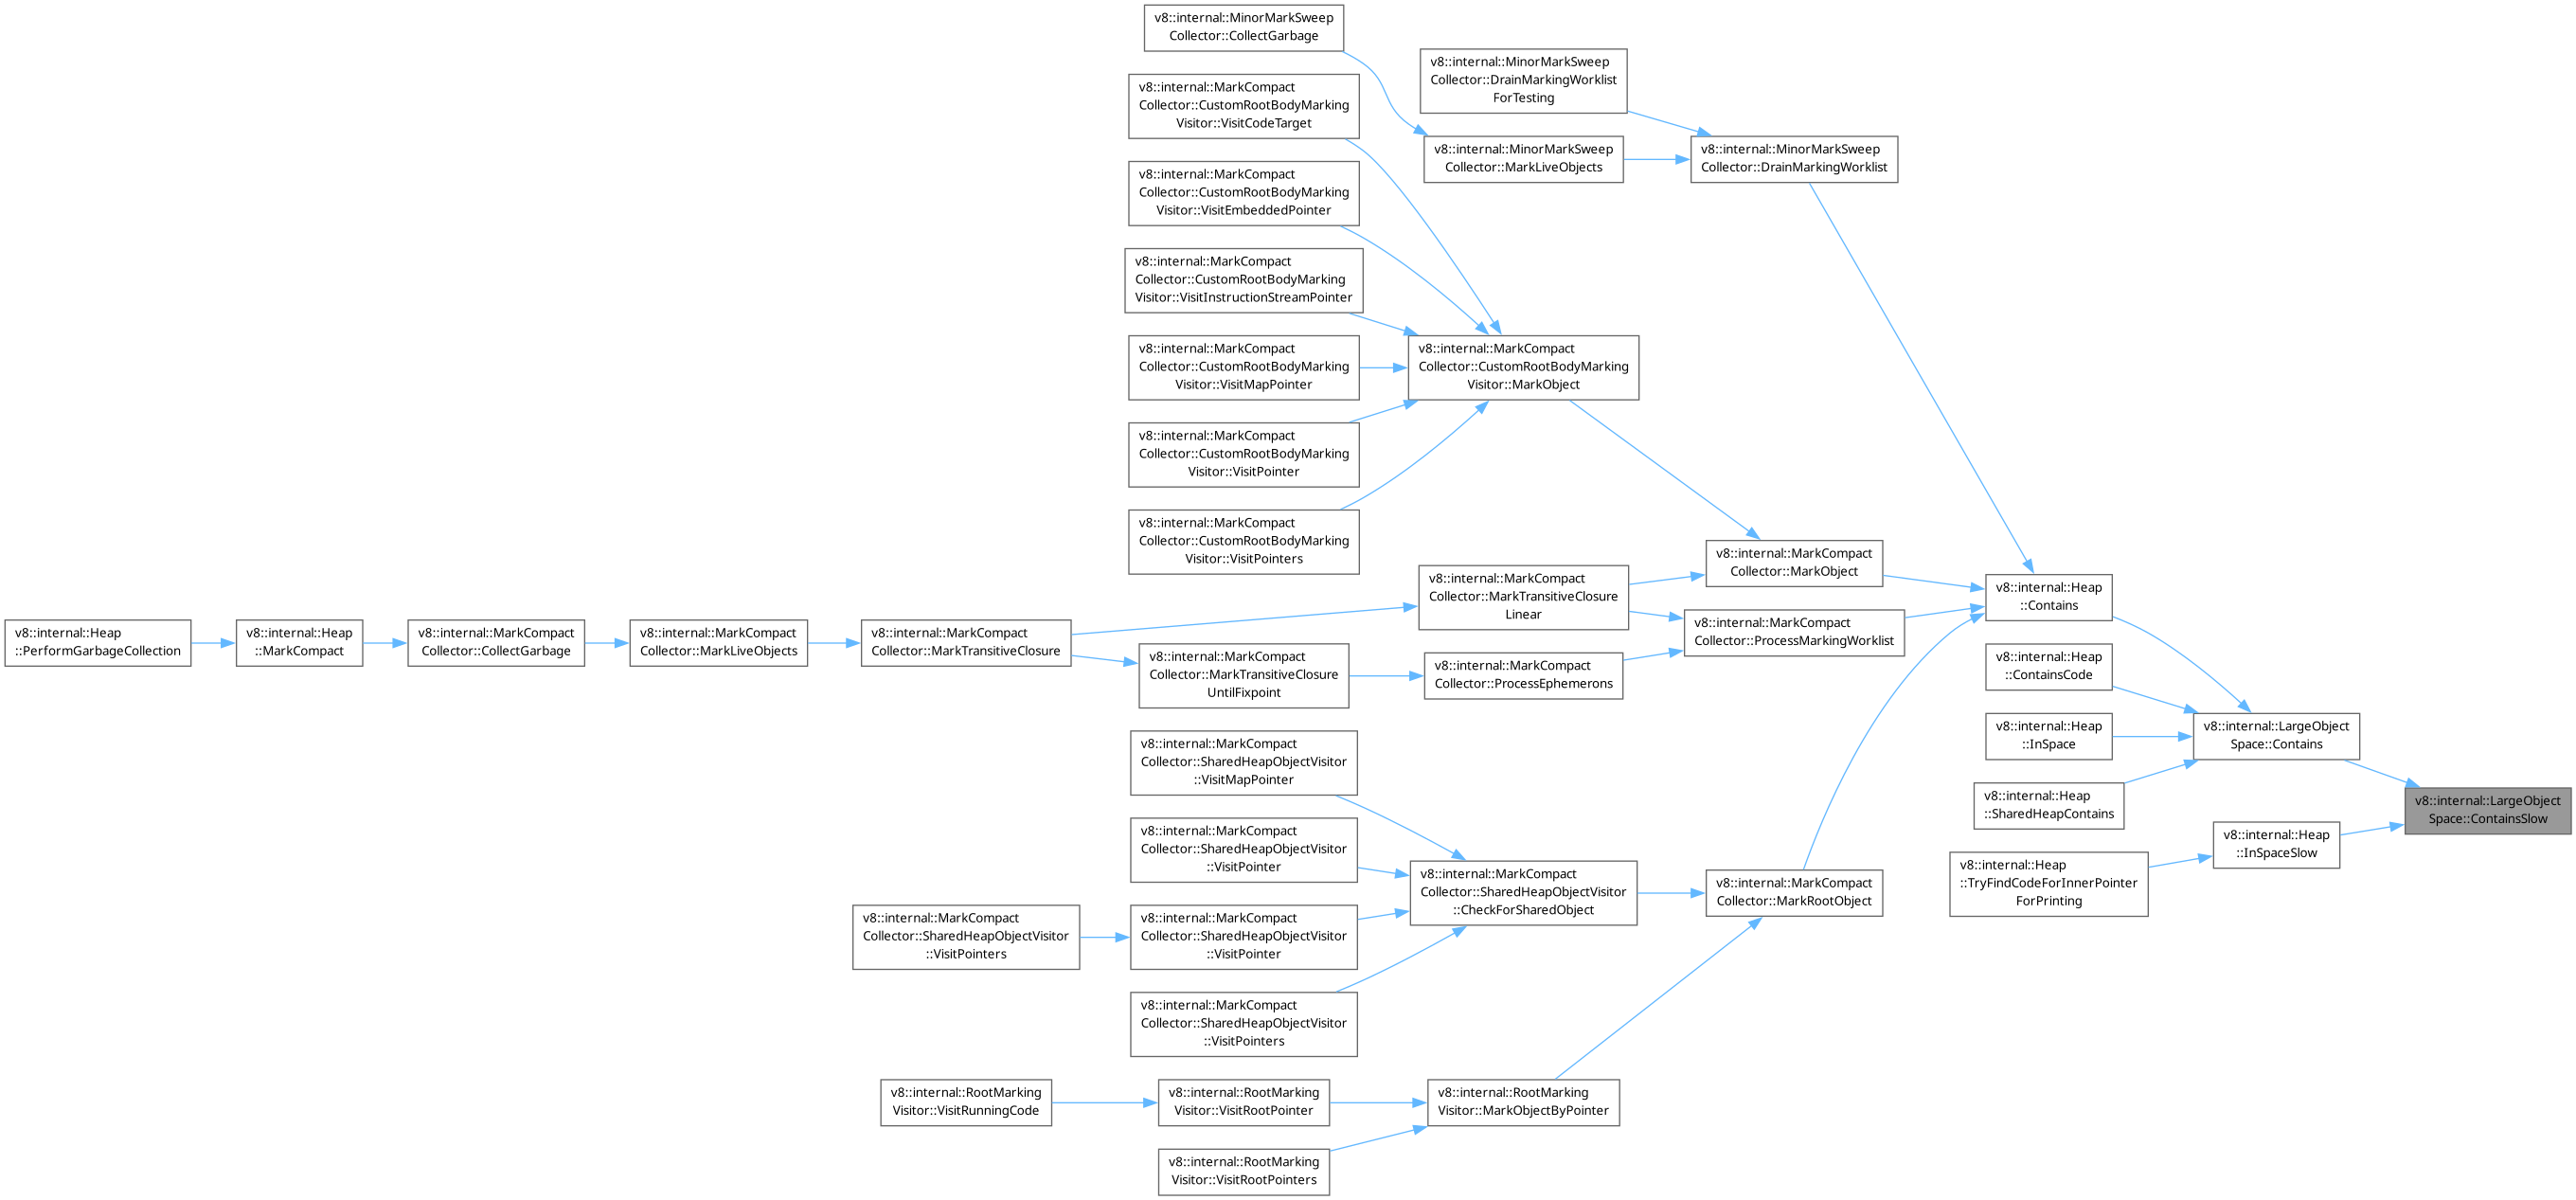 v8::internal::MinorMarkSweep
Collector::CollectGarbage
v8::internal::MarkCompact
Collector::CustomRootBodyMarking
Visitor::VisitCodeTarget
v8::internal::MarkCompact
Collector::CustomRootBodyMarking
Visitor::VisitEmbeddedPointer
v8::internal::MarkCompact
Collector::CustomRootBodyMarking
Visitor::VisitInstructionStreamPointer
v8::internal::MarkCompact
Collector::CustomRootBodyMarking
Visitor::VisitMapPointer
v8::internal::MarkCompact
Collector::CustomRootBodyMarking
Visitor::VisitPointer
v8::internal::MarkCompact
Collector::CustomRootBodyMarking
Visitor::VisitPointers
v8::internal::MinorMarkSweep
Collector::DrainMarkingWorklist
ForTesting
v8::internal::MinorMarkSweep
Collector::MarkLiveObjects
v8::internal::MinorMarkSweep
Collector::DrainMarkingWorklist
v8::internal::MarkCompact
Collector::CustomRootBodyMarking
Visitor::MarkObject
v8::internal::MarkCompact
Collector::MarkObject
v8::internal::MarkCompact
Collector::MarkTransitiveClosure
Linear
v8::internal::MarkCompact
Collector::ProcessMarkingWorklist
v8::internal::Heap
::PerformGarbageCollection
v8::internal::Heap
::MarkCompact
v8::internal::MarkCompact
Collector::CollectGarbage
v8::internal::MarkCompact
Collector::MarkLiveObjects
v8::internal::MarkCompact
Collector::MarkTransitiveClosure
v8::internal::MarkCompact
Collector::MarkTransitiveClosure
UntilFixpoint
v8::internal::MarkCompact
Collector::ProcessEphemerons
v8::internal::Heap
::Contains
v8::internal::Heap
::ContainsCode
v8::internal::Heap
::InSpace
v8::internal::Heap
::SharedHeapContains
v8::internal::LargeObject
Space::Contains
v8::internal::LargeObject
Space::ContainsSlow
v8::internal::Heap
::InSpaceSlow
v8::internal::Heap
::TryFindCodeForInnerPointer
ForPrinting
v8::internal::MarkCompact
Collector::SharedHeapObjectVisitor
::VisitMapPointer
v8::internal::MarkCompact
Collector::SharedHeapObjectVisitor
::VisitPointer
v8::internal::MarkCompact
Collector::SharedHeapObjectVisitor
::CheckForSharedObject
v8::internal::MarkCompact
Collector::MarkRootObject
v8::internal::MarkCompact
Collector::SharedHeapObjectVisitor
::VisitPointers
v8::internal::MarkCompact
Collector::SharedHeapObjectVisitor
::VisitPointer
v8::internal::MarkCompact
Collector::SharedHeapObjectVisitor
::VisitPointers
v8::internal::RootMarking
Visitor::VisitRunningCode
v8::internal::RootMarking
Visitor::VisitRootPointer
v8::internal::RootMarking
Visitor::MarkObjectByPointer
v8::internal::RootMarking
Visitor::VisitRootPointers